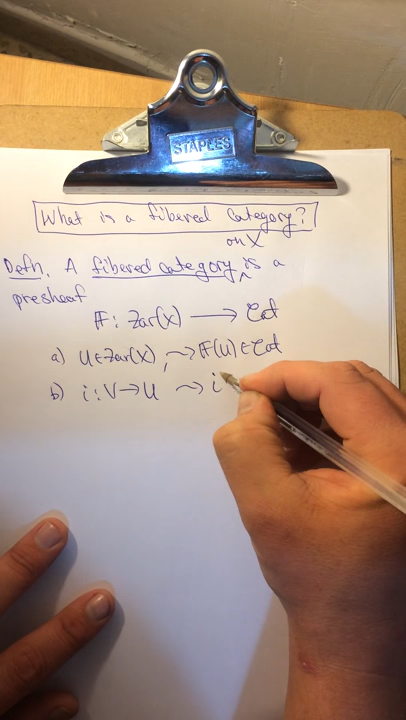 STAPLES
What is a fibered category?
on X
Defn. A fibered category is a
presheaf
F: Zar(X) → Cat
a) U∈Zar(X), ⇝ F(U)∈Cat
b) i: V→U ⇝ i